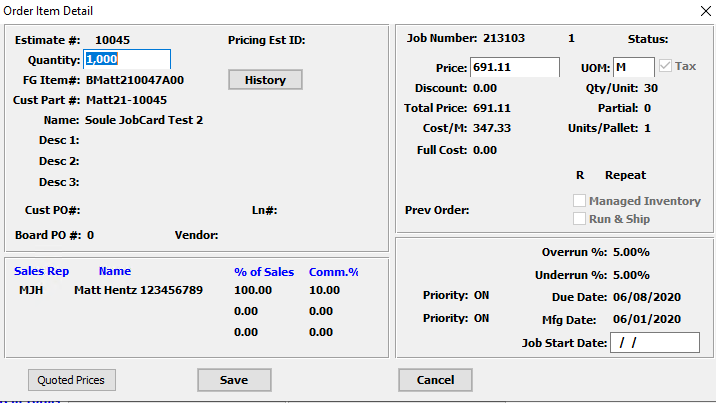 Order Item Detail
Estimate #: 10045 Pricing Est ID:
Quantity: 1,000
FG Item#: BMatt210047A00 History
Cust Part #: Matt21-10045
Name: Soule JobCard Test 2
Desc 1:
Desc 2:
Desc 3:
Cust PO#: Ln#:
Board PO #: 0 Vendor:
Job Number: 213103 1 Status:
Price: 691.11 UOM: M Tax
Discount: 0.00 Qty/Unit: 30
Total Price: 691.11 Partial: 0
Cost/M: 347.33 Units/Pallet: 1
Full Cost: 0.00
R Repeat
Managed Inventory
Prev Order:
Run & Ship
Sales Rep Name % of Sales Comm.%
MJH Matt Hentz 123456789 100.00 10.00
0.00 0.00
0.00 0.00
Overrun %: 5.00%
Underrun %: 5.00%
Priority: ON Due Date: 06/08/2020
Priority: ON Mfg Date: 06/01/2020
Job Start Date: / /
Quoted Prices Save Cancel